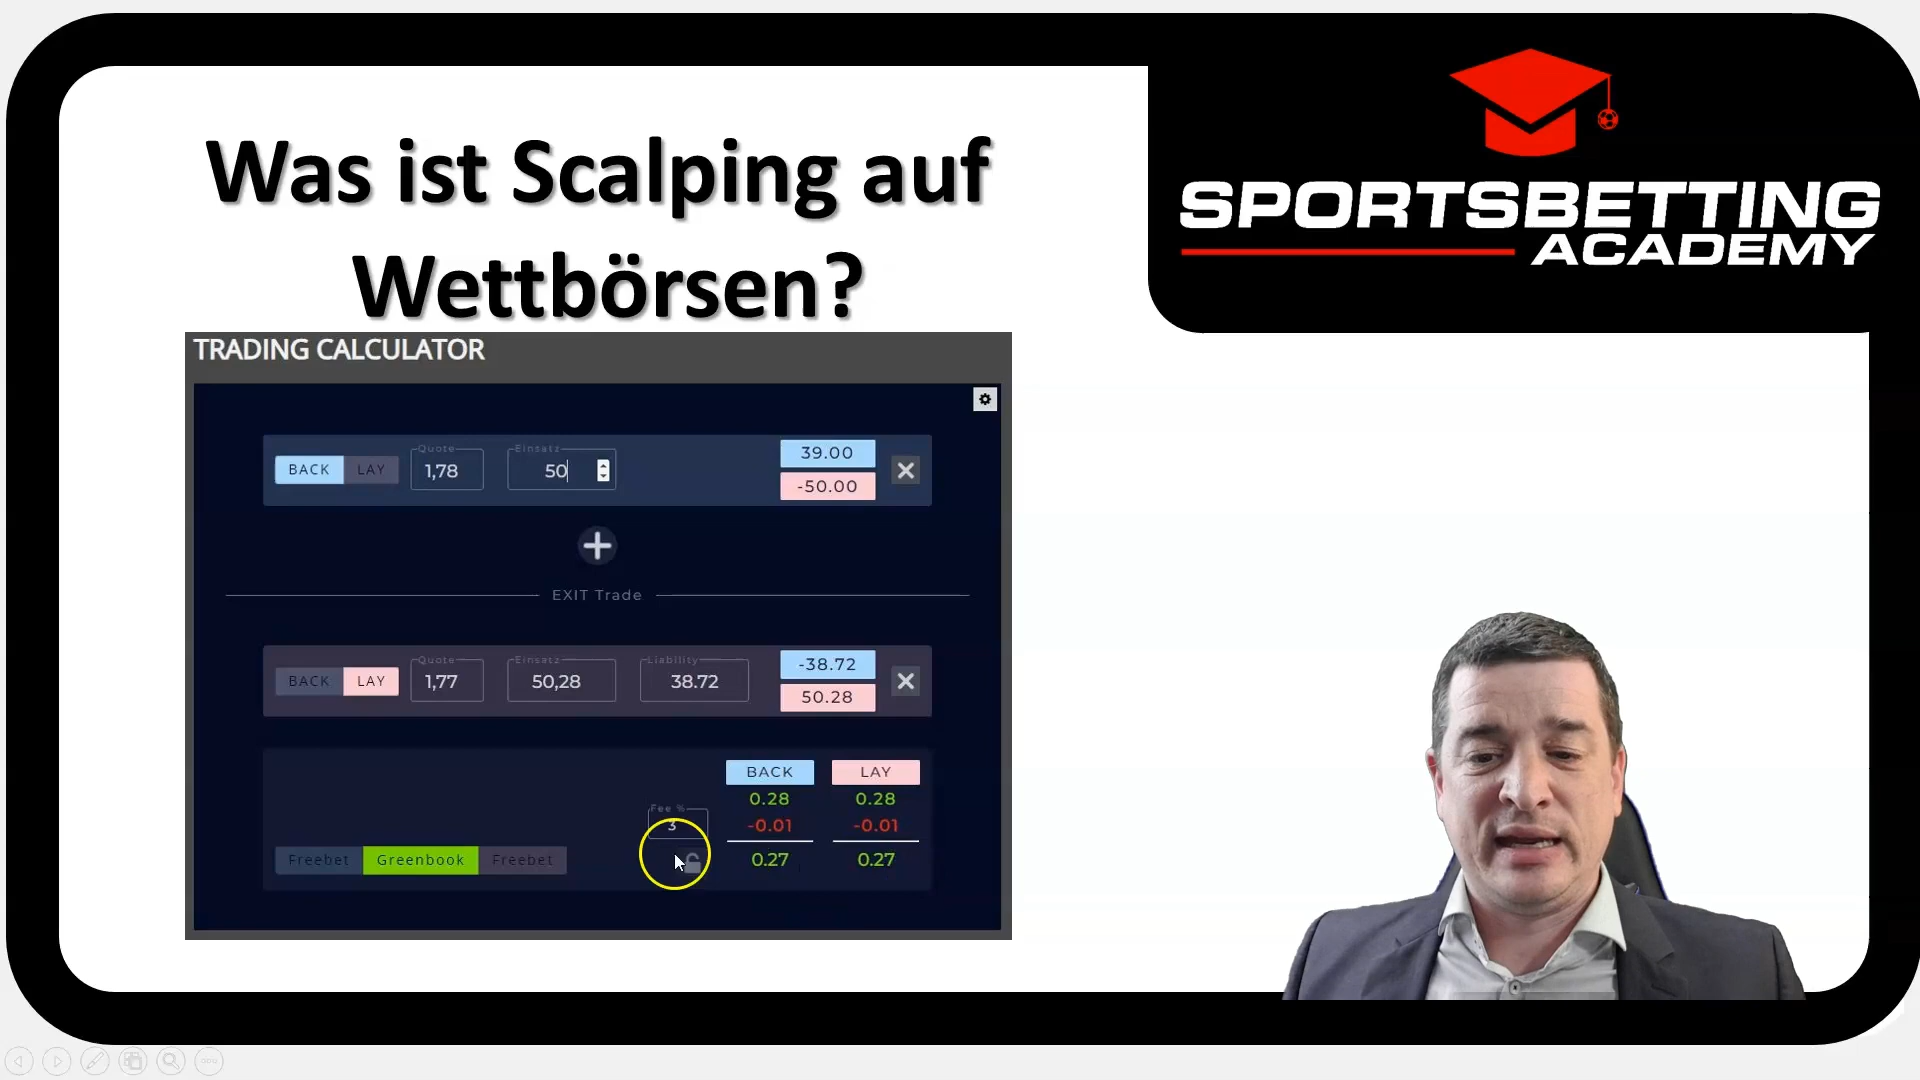 Was ist Scalping auf
Wettbörsen?
SPORTSBETTING
ACADEMY
TRADING CALCULATOR
BACK LAY Quote 1,78 Einsatz 50 39.00
-50.00
EXIT Trade
BACK LAY Quote 1,77 Einsatz 50,28 Liability 38.72 -38.72
50.28
BACK LAY
0.28 0.28
Fee % 3 -0.01 -0.01
Freebet Greenbook Freebet 0.27 0.27